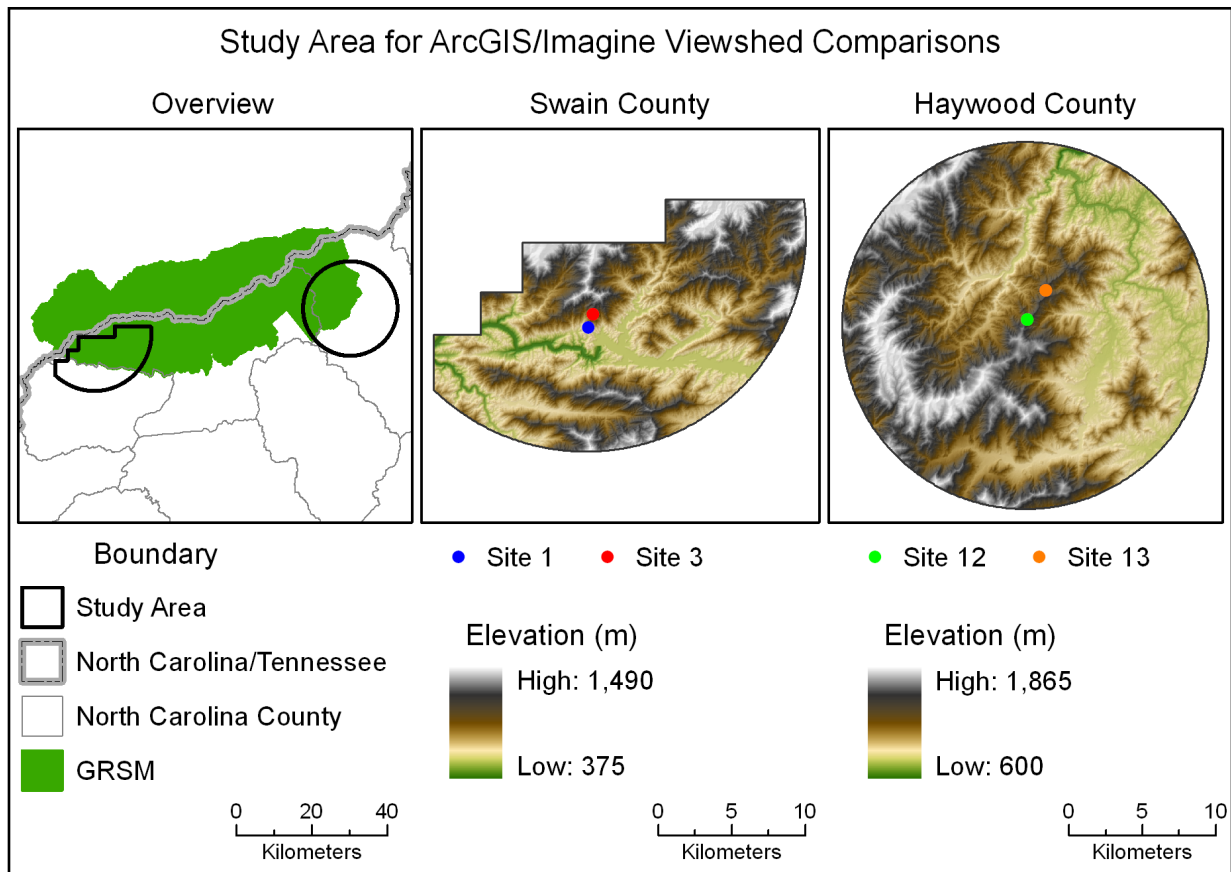 Study Area for ArcGIS/Imagine Viewshed Comparisons
Overview
Swain County
Haywood County
Boundary
Study Area
North Carolina/Tennessee
North Carolina County
GRSM
0 20 40
Kilometers
Site 1 Site 3
Elevation (m)
High: 1,490
Low: 375
0 5 10
Kilometers
Site 12 Site 13
Elevation (m)
High: 1,865
Low: 600
0 5 10
Kilometers